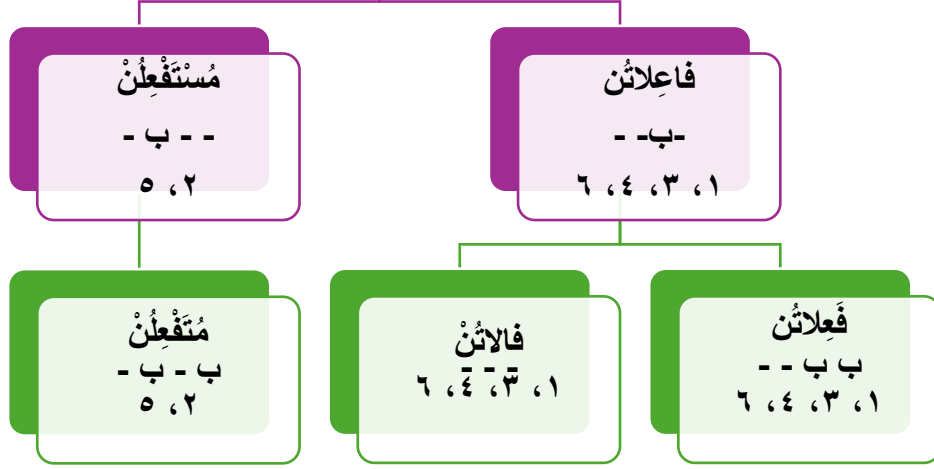 فاعِلاتُن
-ب- -
١، ٣، ٤، ٦
مُسْتَفْعِلُنْ
- - ب -
٢، ٥
فَعِلاتُن
ب ب - -
١، ٣، ٤، ٦
فالاتُنْ
- - -
١، ٣، ٤، ٦
مُتَفْعِلُنْ
ب - ب -
٢، ٥